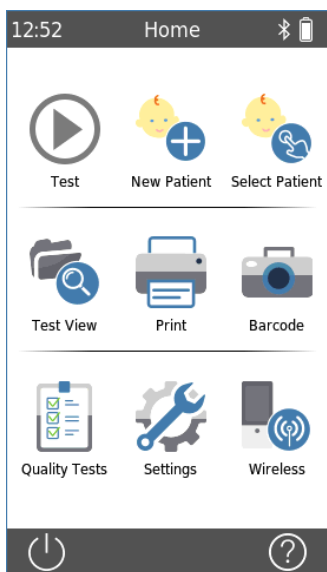 12:52 Home
Test New Patient Select Patient
Test View Print Barcode
Quality Tests Settings Wireless
?